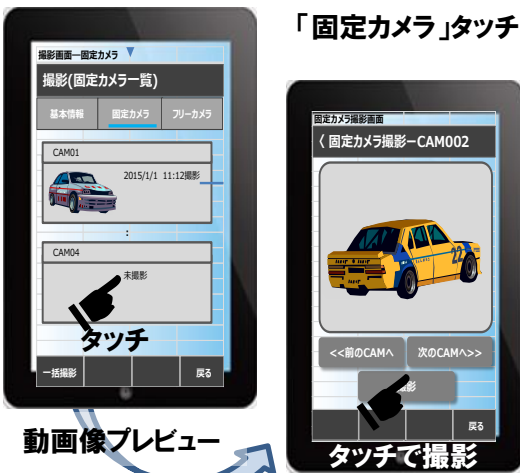 「固定カメラ」タッチ
撮影画面ー固定カメラ
撮影(固定カメラ一覧)
基本情報 固定カメラ フリーカメラ
CAM01
2015/1/1 11:12撮影
:
CAM04
未撮影
タッチ
一括撮影 戻る
動画像プレビュー
固定カメラ撮影画面
〈 固定カメラ撮影ーCAM002
22
<<前のCAMへ 次のCAMへ>>
影
戻る
タッチで撮影